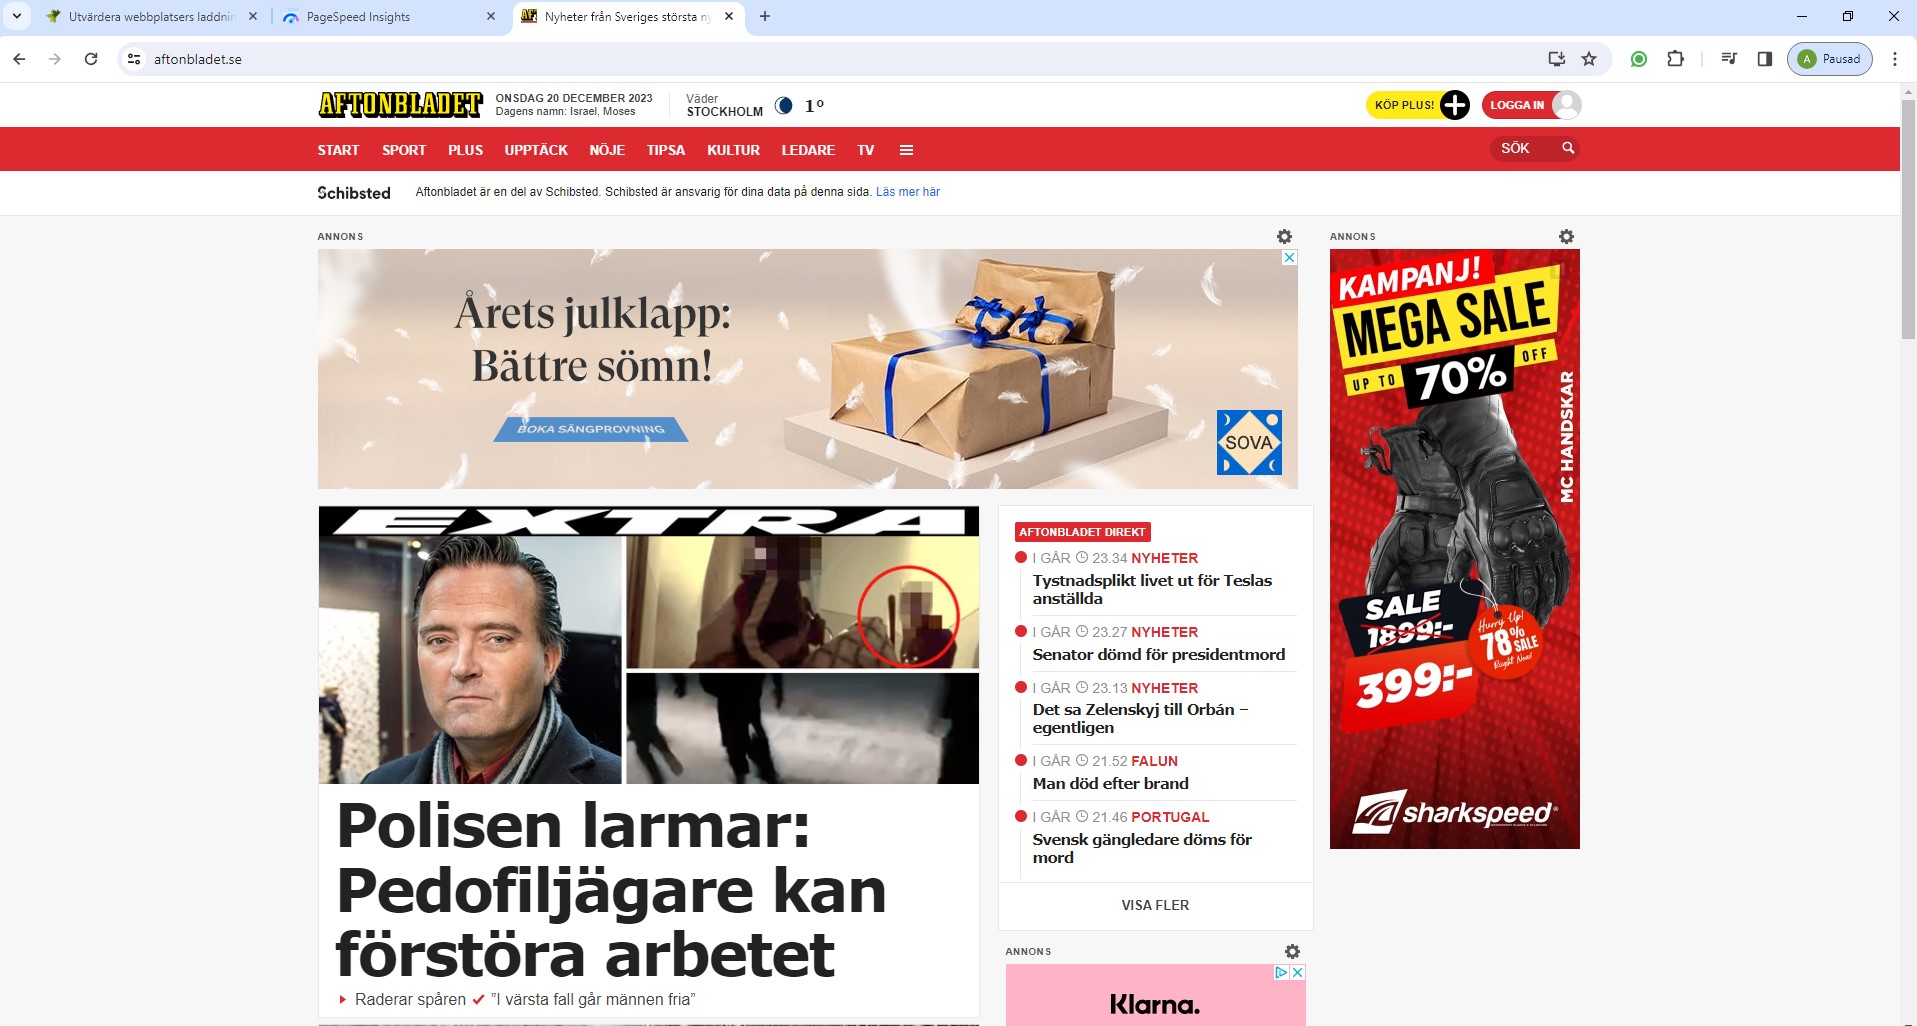 Utvärdera webbplatsers laddnin
PageSpeed Insights
Nyheter från Sveriges största ny
aftonbladet.se
A
Pausad
AFTONBLADET
ONSDAG 20 DECEMBER 2023
Dagens namn: Israel, Moses
Väder
STOCKHOLM
1°
KÖP PLUS!
LOGGA IN
START
SPORT
PLUS
UPPTÄCK
NÖJE
TIPSA
KULTUR
LEDARE
TV
SÖK
Schibsted
Aftonbladet är en del av Schibsted. Schibsted är ansvarig för dina data på denna sida. Läs mer här
ANNONS
Årets julklapp:
Bättre sömn!
BOKA SÄNGPROVNING
SOVA
ANNONS
KAMPANJ!
MEGA SALE
UP TO 70% OFF
MC HANDSKAR
SALE
1899:-
399:-
Hurry Up!
78%
SALE
Right Now!
sharkspeed®
EXTRA
Polisen larmar:
Pedofiljägare kan
förstöra arbetet
Raderar spåren ”I värsta fall går männen fria”
AFTONBLADET DIREKT
I GÅR 23.34 NYHETER
Tystnadsplikt livet ut för Teslas
anställda
I GÅR 23.27 NYHETER
Senator dömd för presidentmord
I GÅR 23.13 NYHETER
Det sa Zelenskyj till Orbán –
egentligen
I GÅR 21.52 FALUN
Man död efter brand
I GÅR 21.46 PORTUGAL
Svensk gängledare döms för
mord
VISA FLER
ANNONS
Klarna.